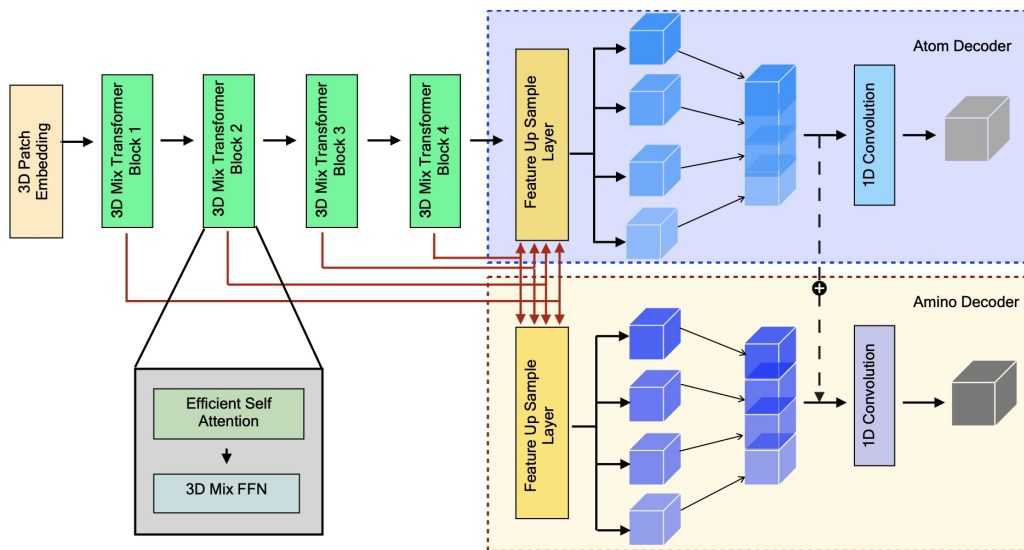 3D Patch
Embedding
3D Mix Transformer
Block 1
3D Mix Transformer
Block 2
3D Mix Transformer
Block 3
3D Mix Transformer
Block 4
Feature Up Sample
Layer
Atom Decoder
1D Convolution
Efficient Self
Attention
3D Mix FFN
Feature Up Sample
Layer
Amino Decoder
1D Convolution